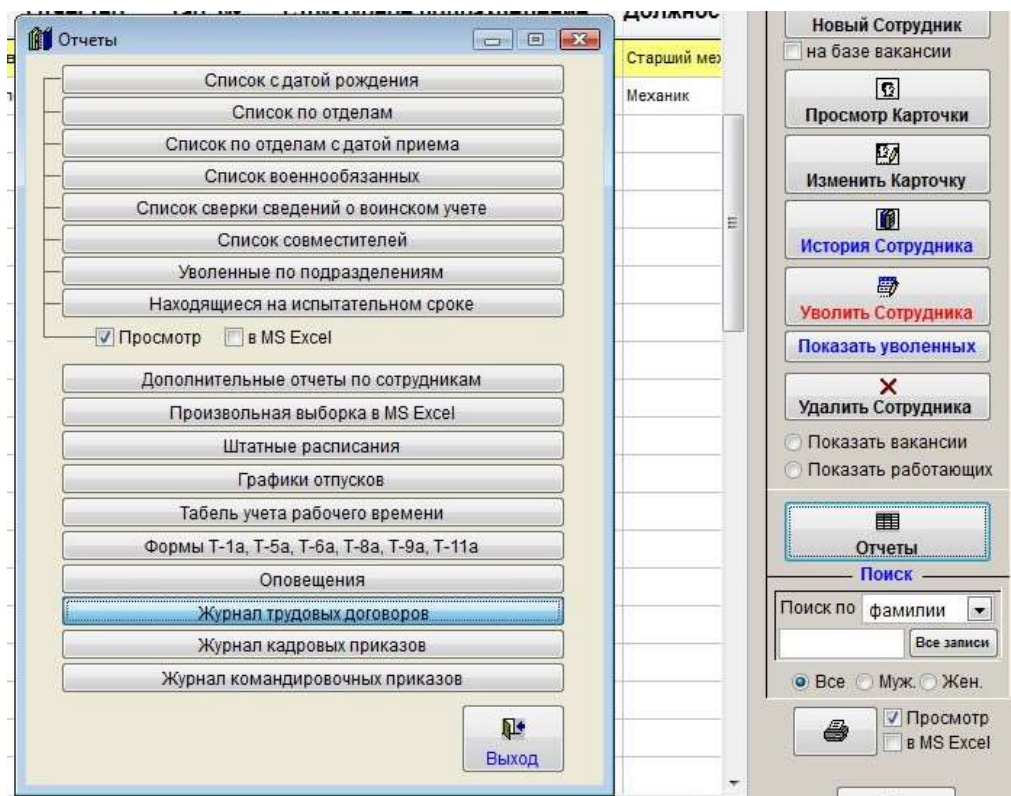 Отчеты
Список с датой рождения
Список по отделам
Список по отделам с датой приема
Список военнообязанных
Список сверки сведений о воинском учете
Список совместителей
Уволенные по подразделениям
Находящиеся на испытательном сроке
Просмотр в MS Excel
Дополнительные отчеты по сотрудникам
Произвольная выборка в MS Excel
Штатные расписания
Графики отпусков
Табель учета рабочего времени
Формы Т-1а, Т-5а, Т-6а, Т-8а, Т-9а, Т-11а
Оповещения
Журнал трудовых договоров
Журнал кадровых приказов
Журнал командировочных приказов
Выход
Должнос
Старший мех
Механик
Новый Сотрудник
на базе вакансии
Просмотр Карточки
Изменить Карточку
История Сотрудника
Уволить Сотрудника
Показать уволенных
Удалить Сотрудника
Показать вакансии
Показать работающих
Отчеты
Поиск
Поиск по фамилии
Все записи
Все Муж. Жен.
Просмотр
в MS Excel